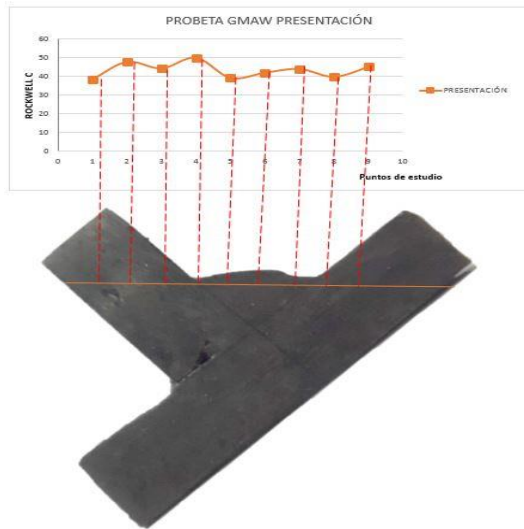 PROBETA GMAW PRESENTACIÓN
ROCKWELL C
60
50
40
30
20
10
0
0 1 2 3 4 5 6 7 8 9 10
Puntos de estudio
PRESENTACIÓN